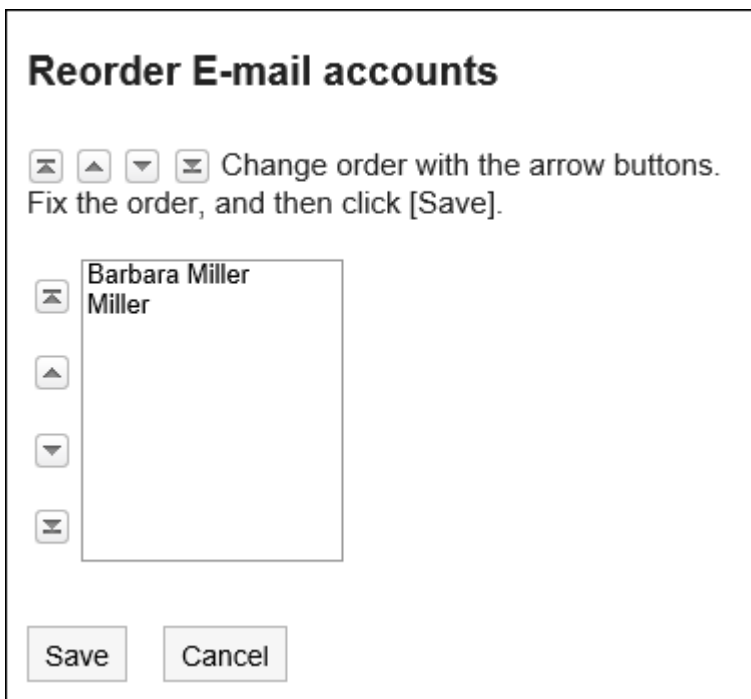 Reorder E-mail accounts
Change order with the arrow buttons.
Fix the order, and then click [Save].
Barbara Miller
Miller
Save
Cancel